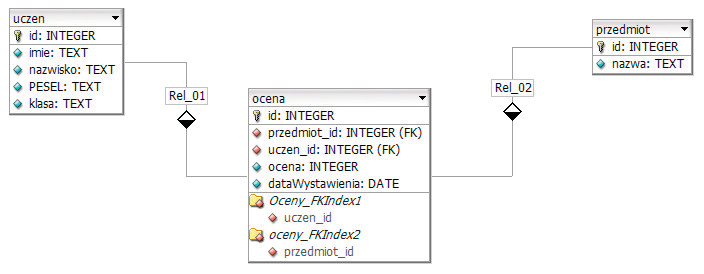 uczen
id: INTEGER
imie: TEXT
nazwisko: TEXT
PESEL: TEXT
klasa: TEXT
Rel_01
ocena
id: INTEGER
przedmiot_id: INTEGER (FK)
uczen_id: INTEGER (FK)
ocena: INTEGER
dataWystawienia: DATE
Oceny_FKIndex1
uczen_id
oceny_FKIndex2
przedmiot_id
Rel_02
przedmiot
id: INTEGER
nazwa: TEXT